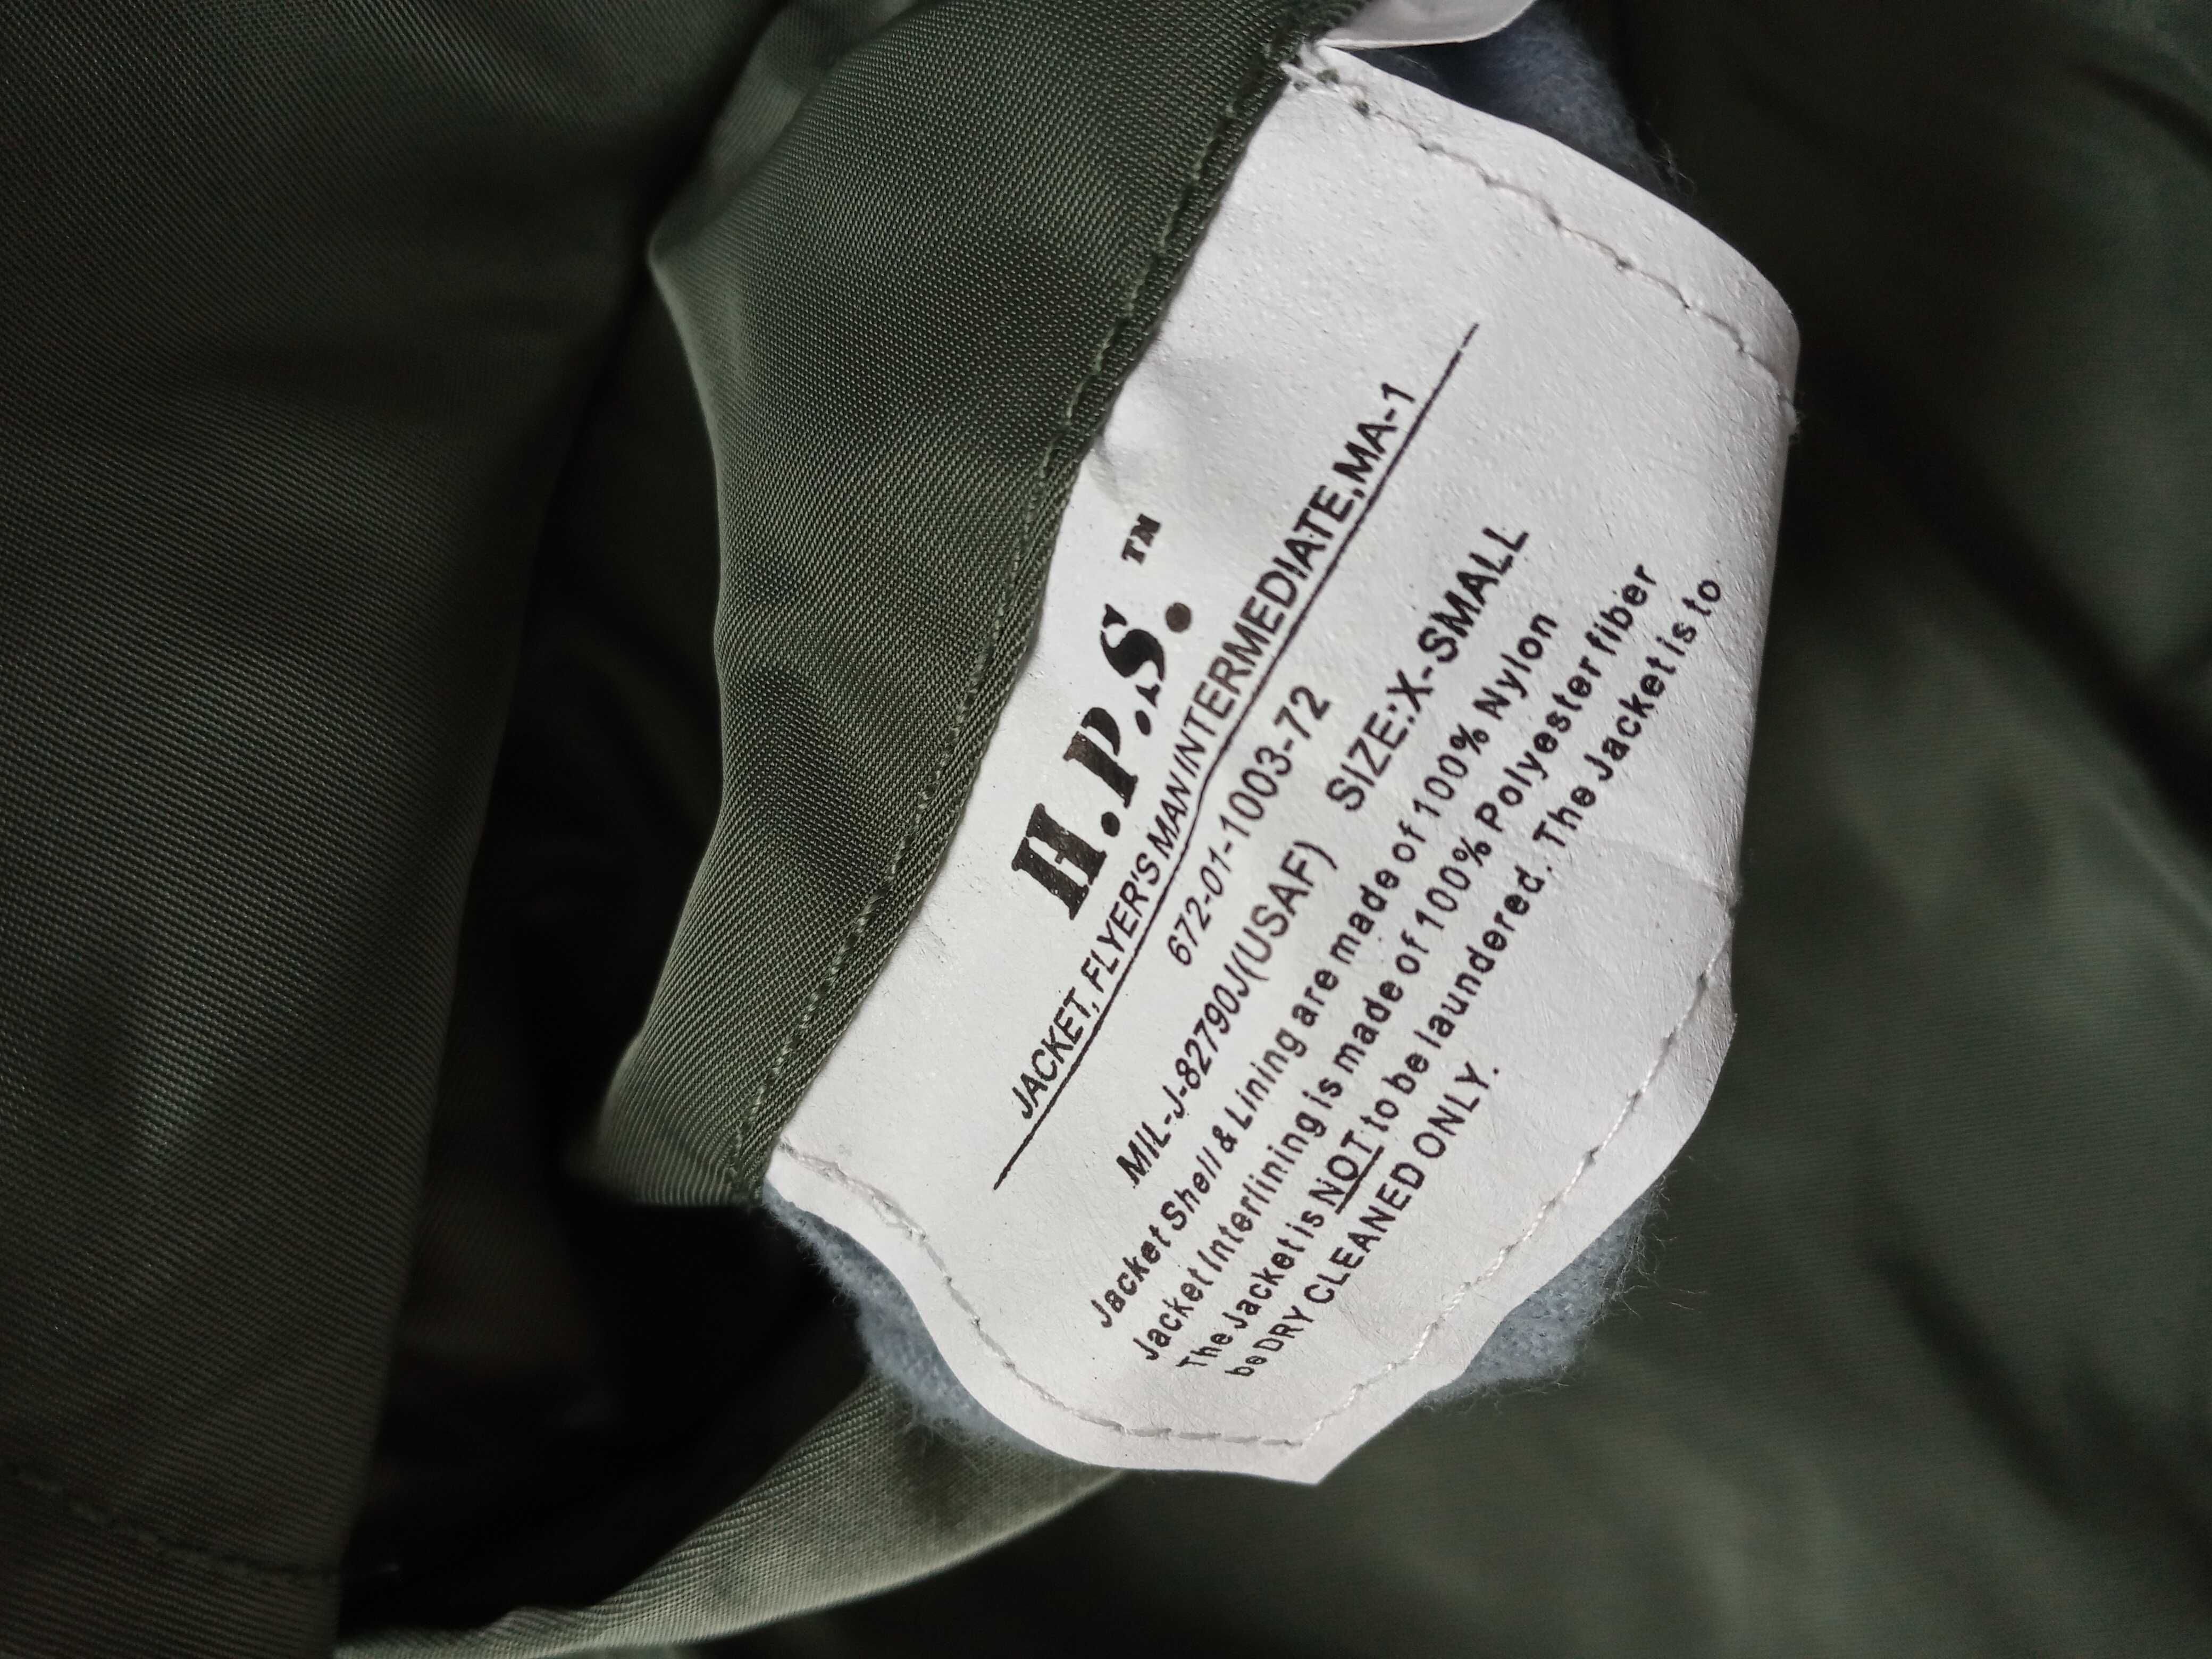 H.P.S.™
JACKET, FLYER'S MAN INTERMEDIATE, MA-1
672-01-1003-72
MIL-J-82790J(USAF) SIZE:X-SMALL
Jacket Shell & Lining are made of 100% Nylon
Jacket Interlining is made of 100% Polyester fiber
The Jacket is NOT to be laundered. The Jacket is to
be DRY CLEANED ONLY.